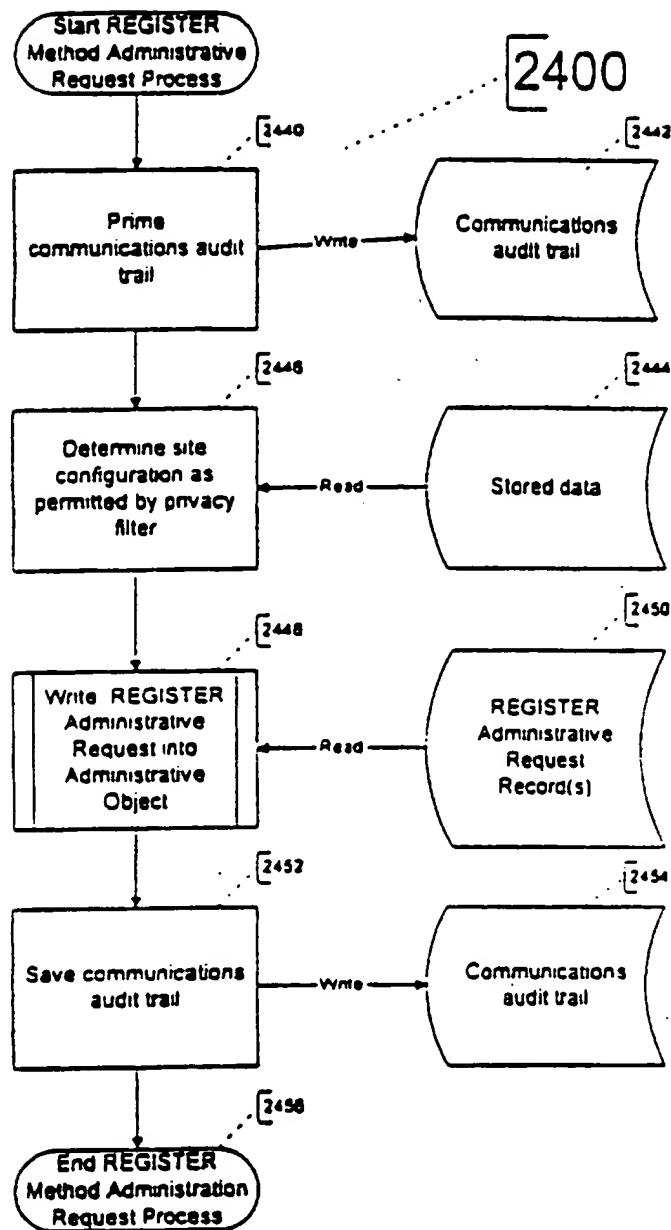 Start REGISTER
Method Administrative
Request Process
2400
2440
2442
Prime
communications audit
trail
Write
Communications
audit trail
2446
2444
Determine site
configuration as
permitted by privacy
filter
Read
Stored data
2448
2450
Write REGISTER
Administrative
Request into
Administrative
Object
Read
REGISTER
Administrative
Request
Record(s)
2452
2454
Save communications
audit trail
Write
Communications
audit trail
2456
End REGISTER
Method Administration
Request Process